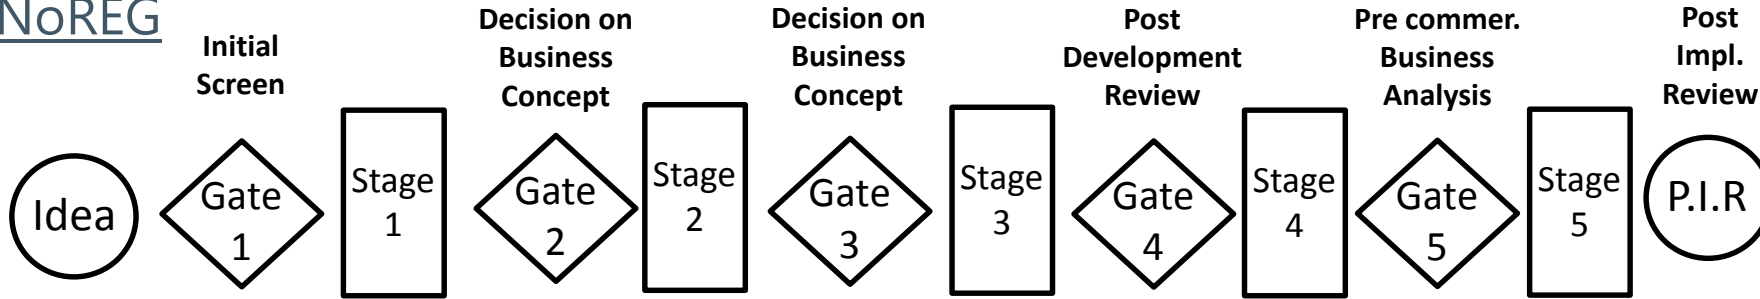 NoREG
Initial
Screen
Decision on
Business
Concept
Decision on
Business
Concept
Post
Development
Review
Pre commer.
Business
Analysis
Post
Impl.
Review
Idea
Gate
1
Stage
1
Gate
2
Stage
2
Gate
3
Stage
3
Gate
4
Stage
4
Gate
5
Stage
5
P.I.R